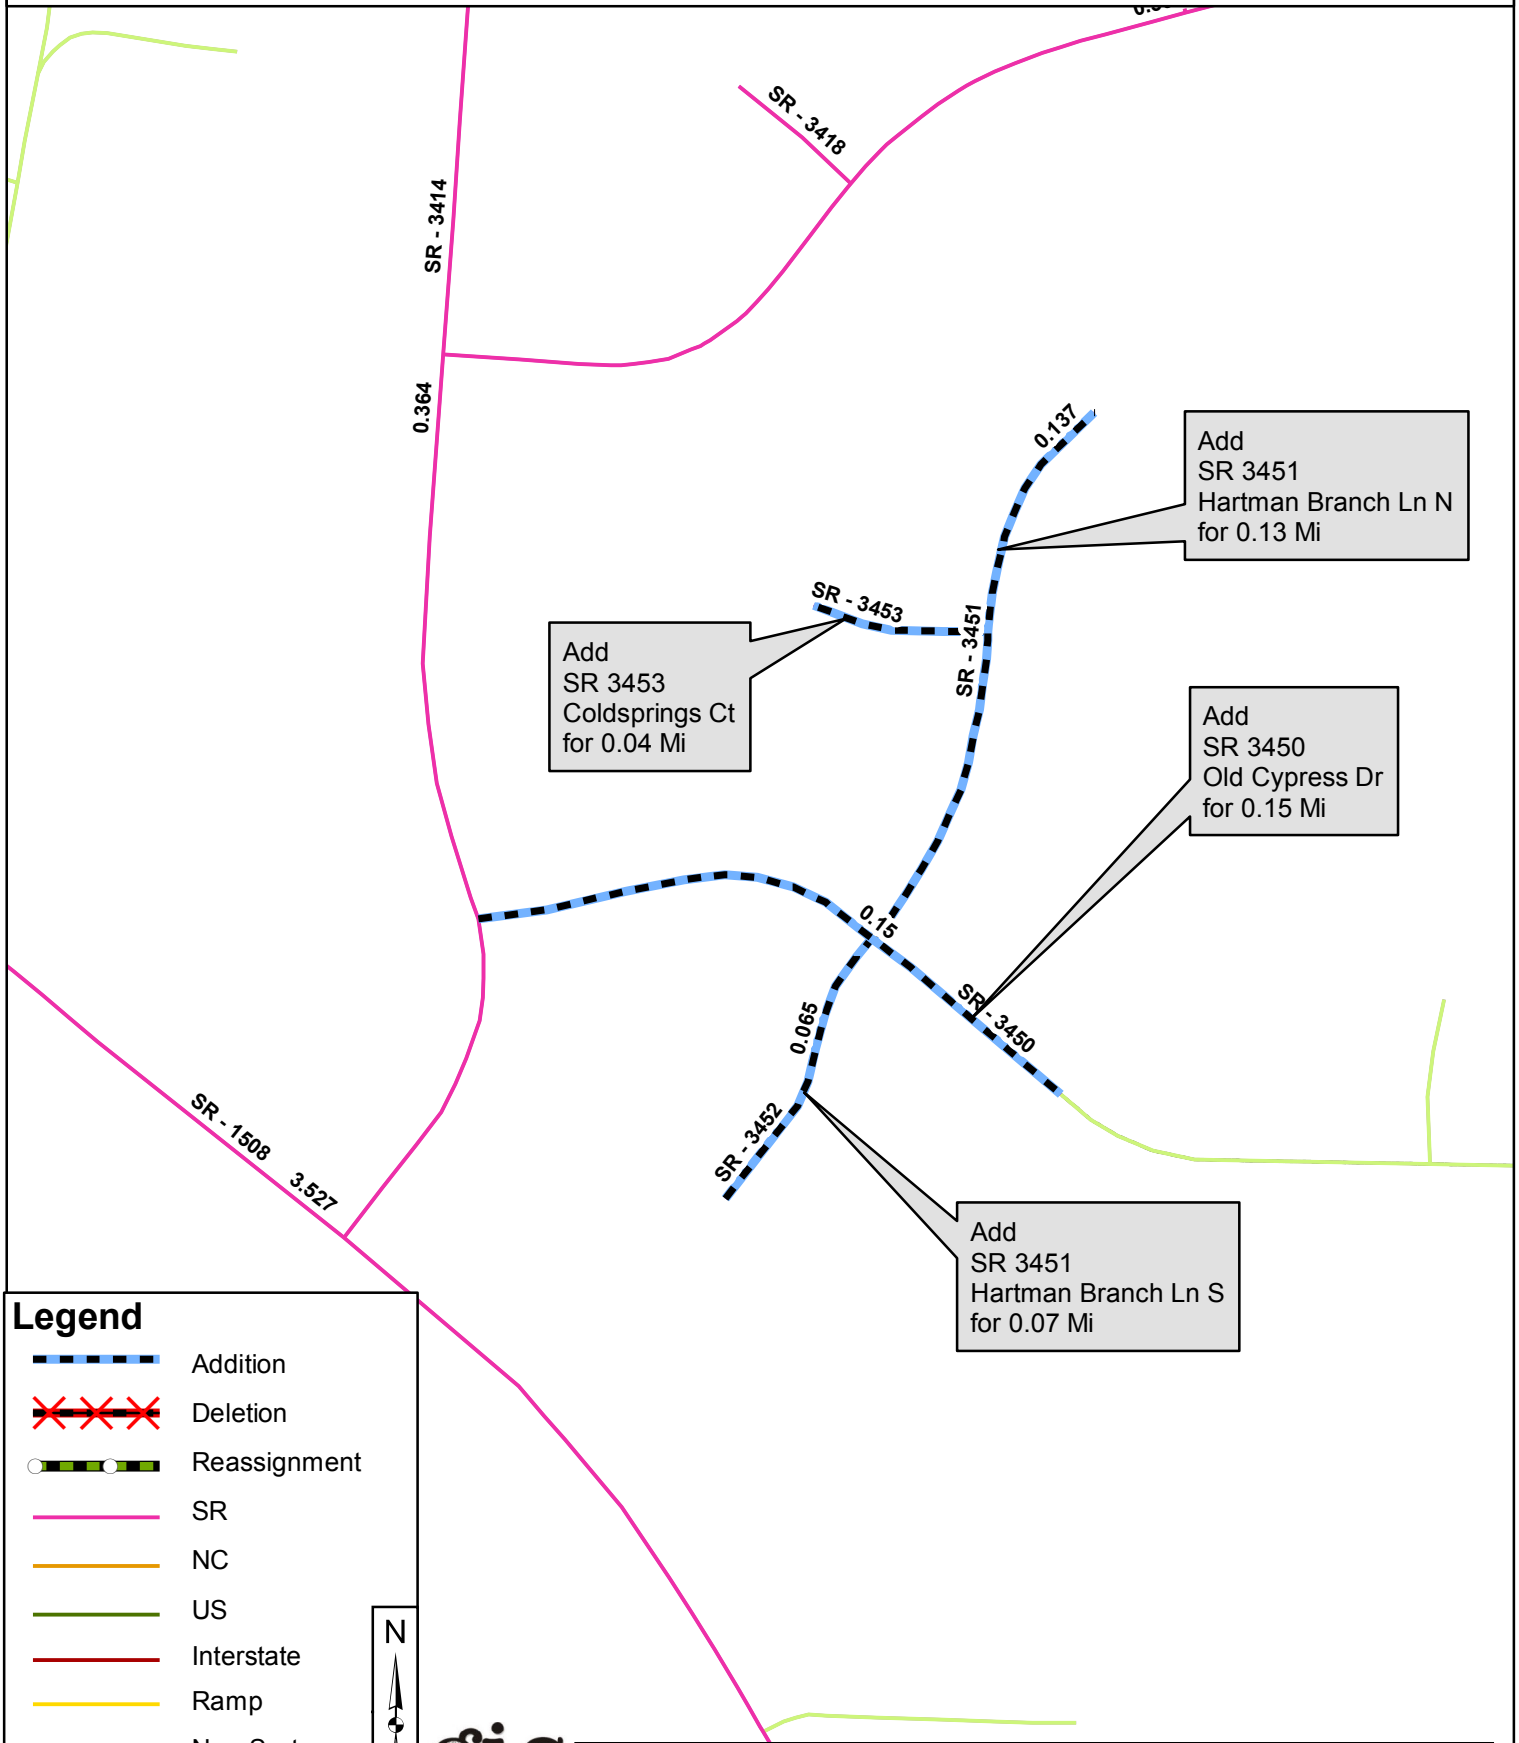 SR - 3418
SR - 3414
0.364
0.137
Add
SR 3451
Hartman Branch Ln N
for 0.13 Mi
SR - 3453
SR - 3451
Add
SR 3453
Coldsprings Ct
for 0.04 Mi
Add
SR 3450
Old Cypress Dr
for 0.15 Mi
0.15
SR - 3450
0.065
SR - 3452
SR - 1508
3.527
Add
SR 3451
Hartman Branch Ln S
for 0.07 Mi
Legend
Addition
Deletion
Reassignment
SR
NC
US
Interstate
Ramp
N